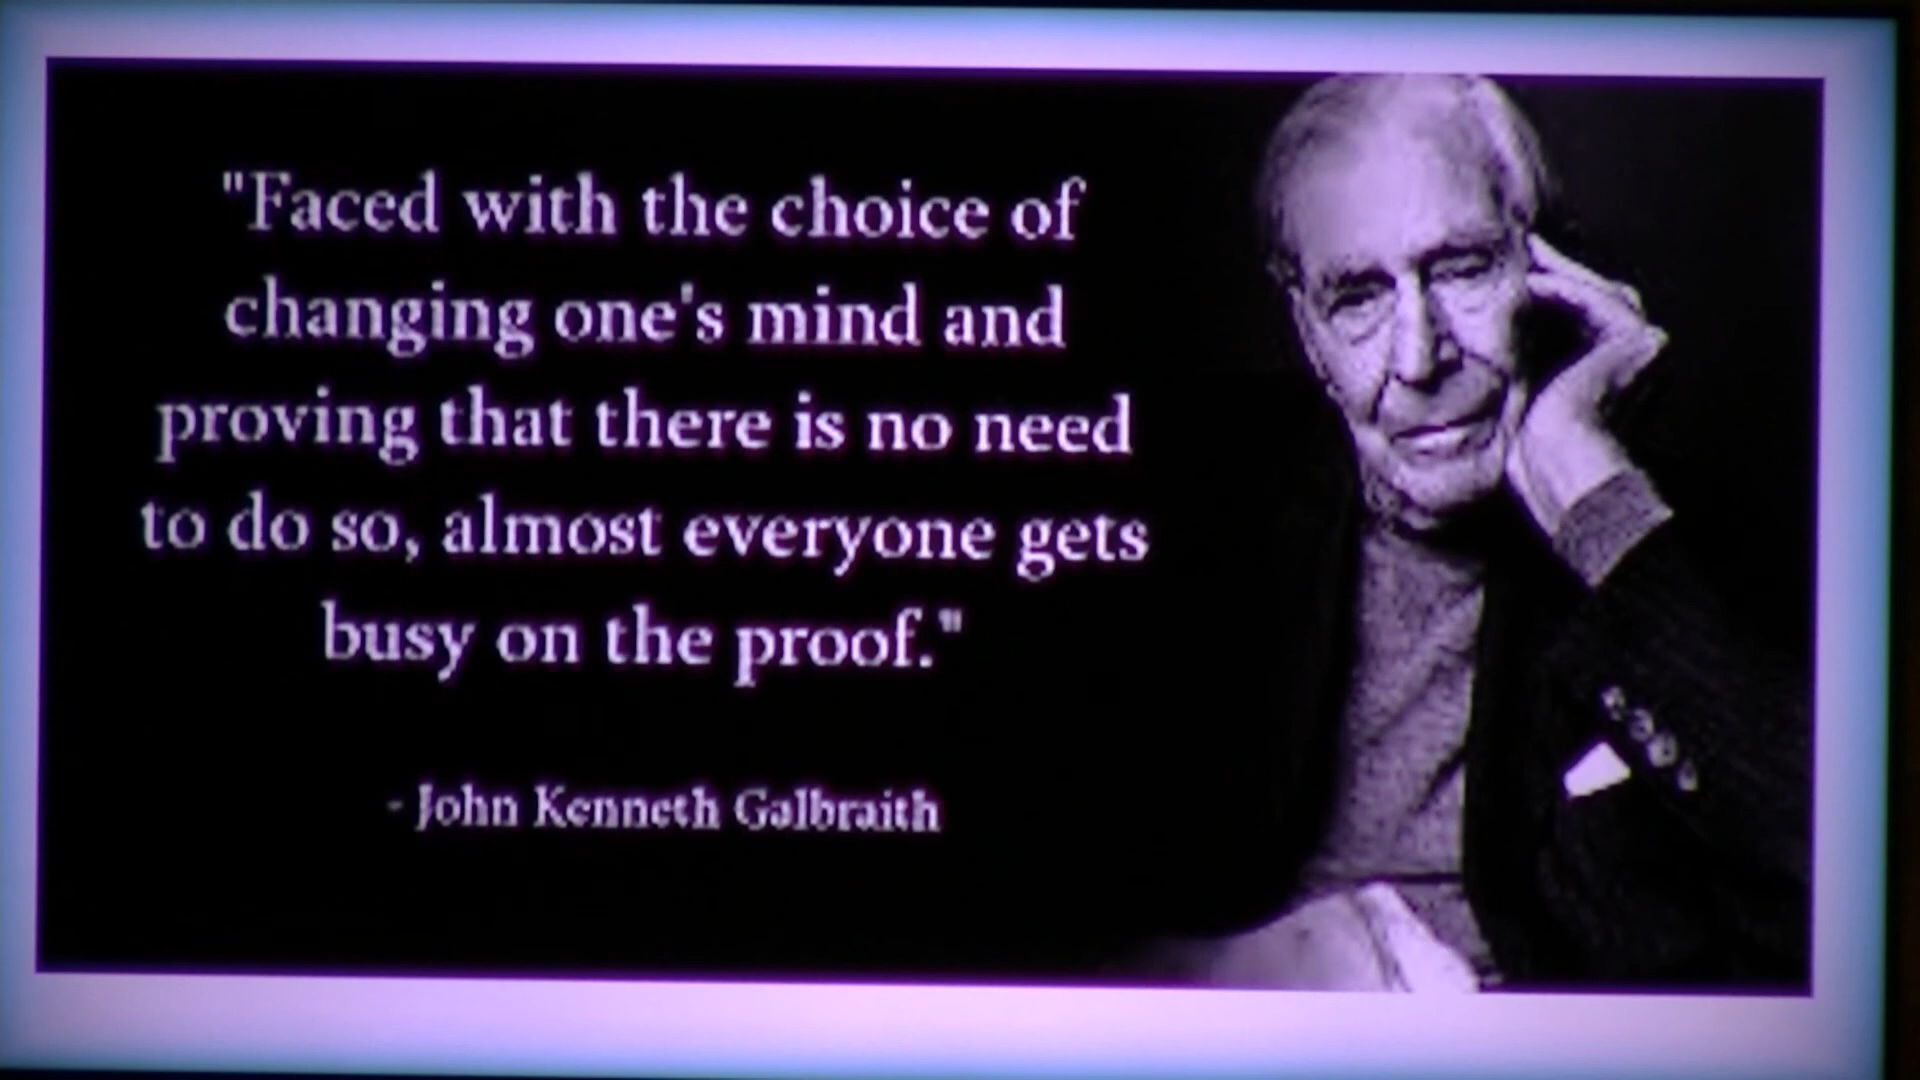 "Faced with the choice of
changing one's mind and
proving that there is no need
to do so, almost everyone gets
busy on the proof."
- John Kenneth Galbraith